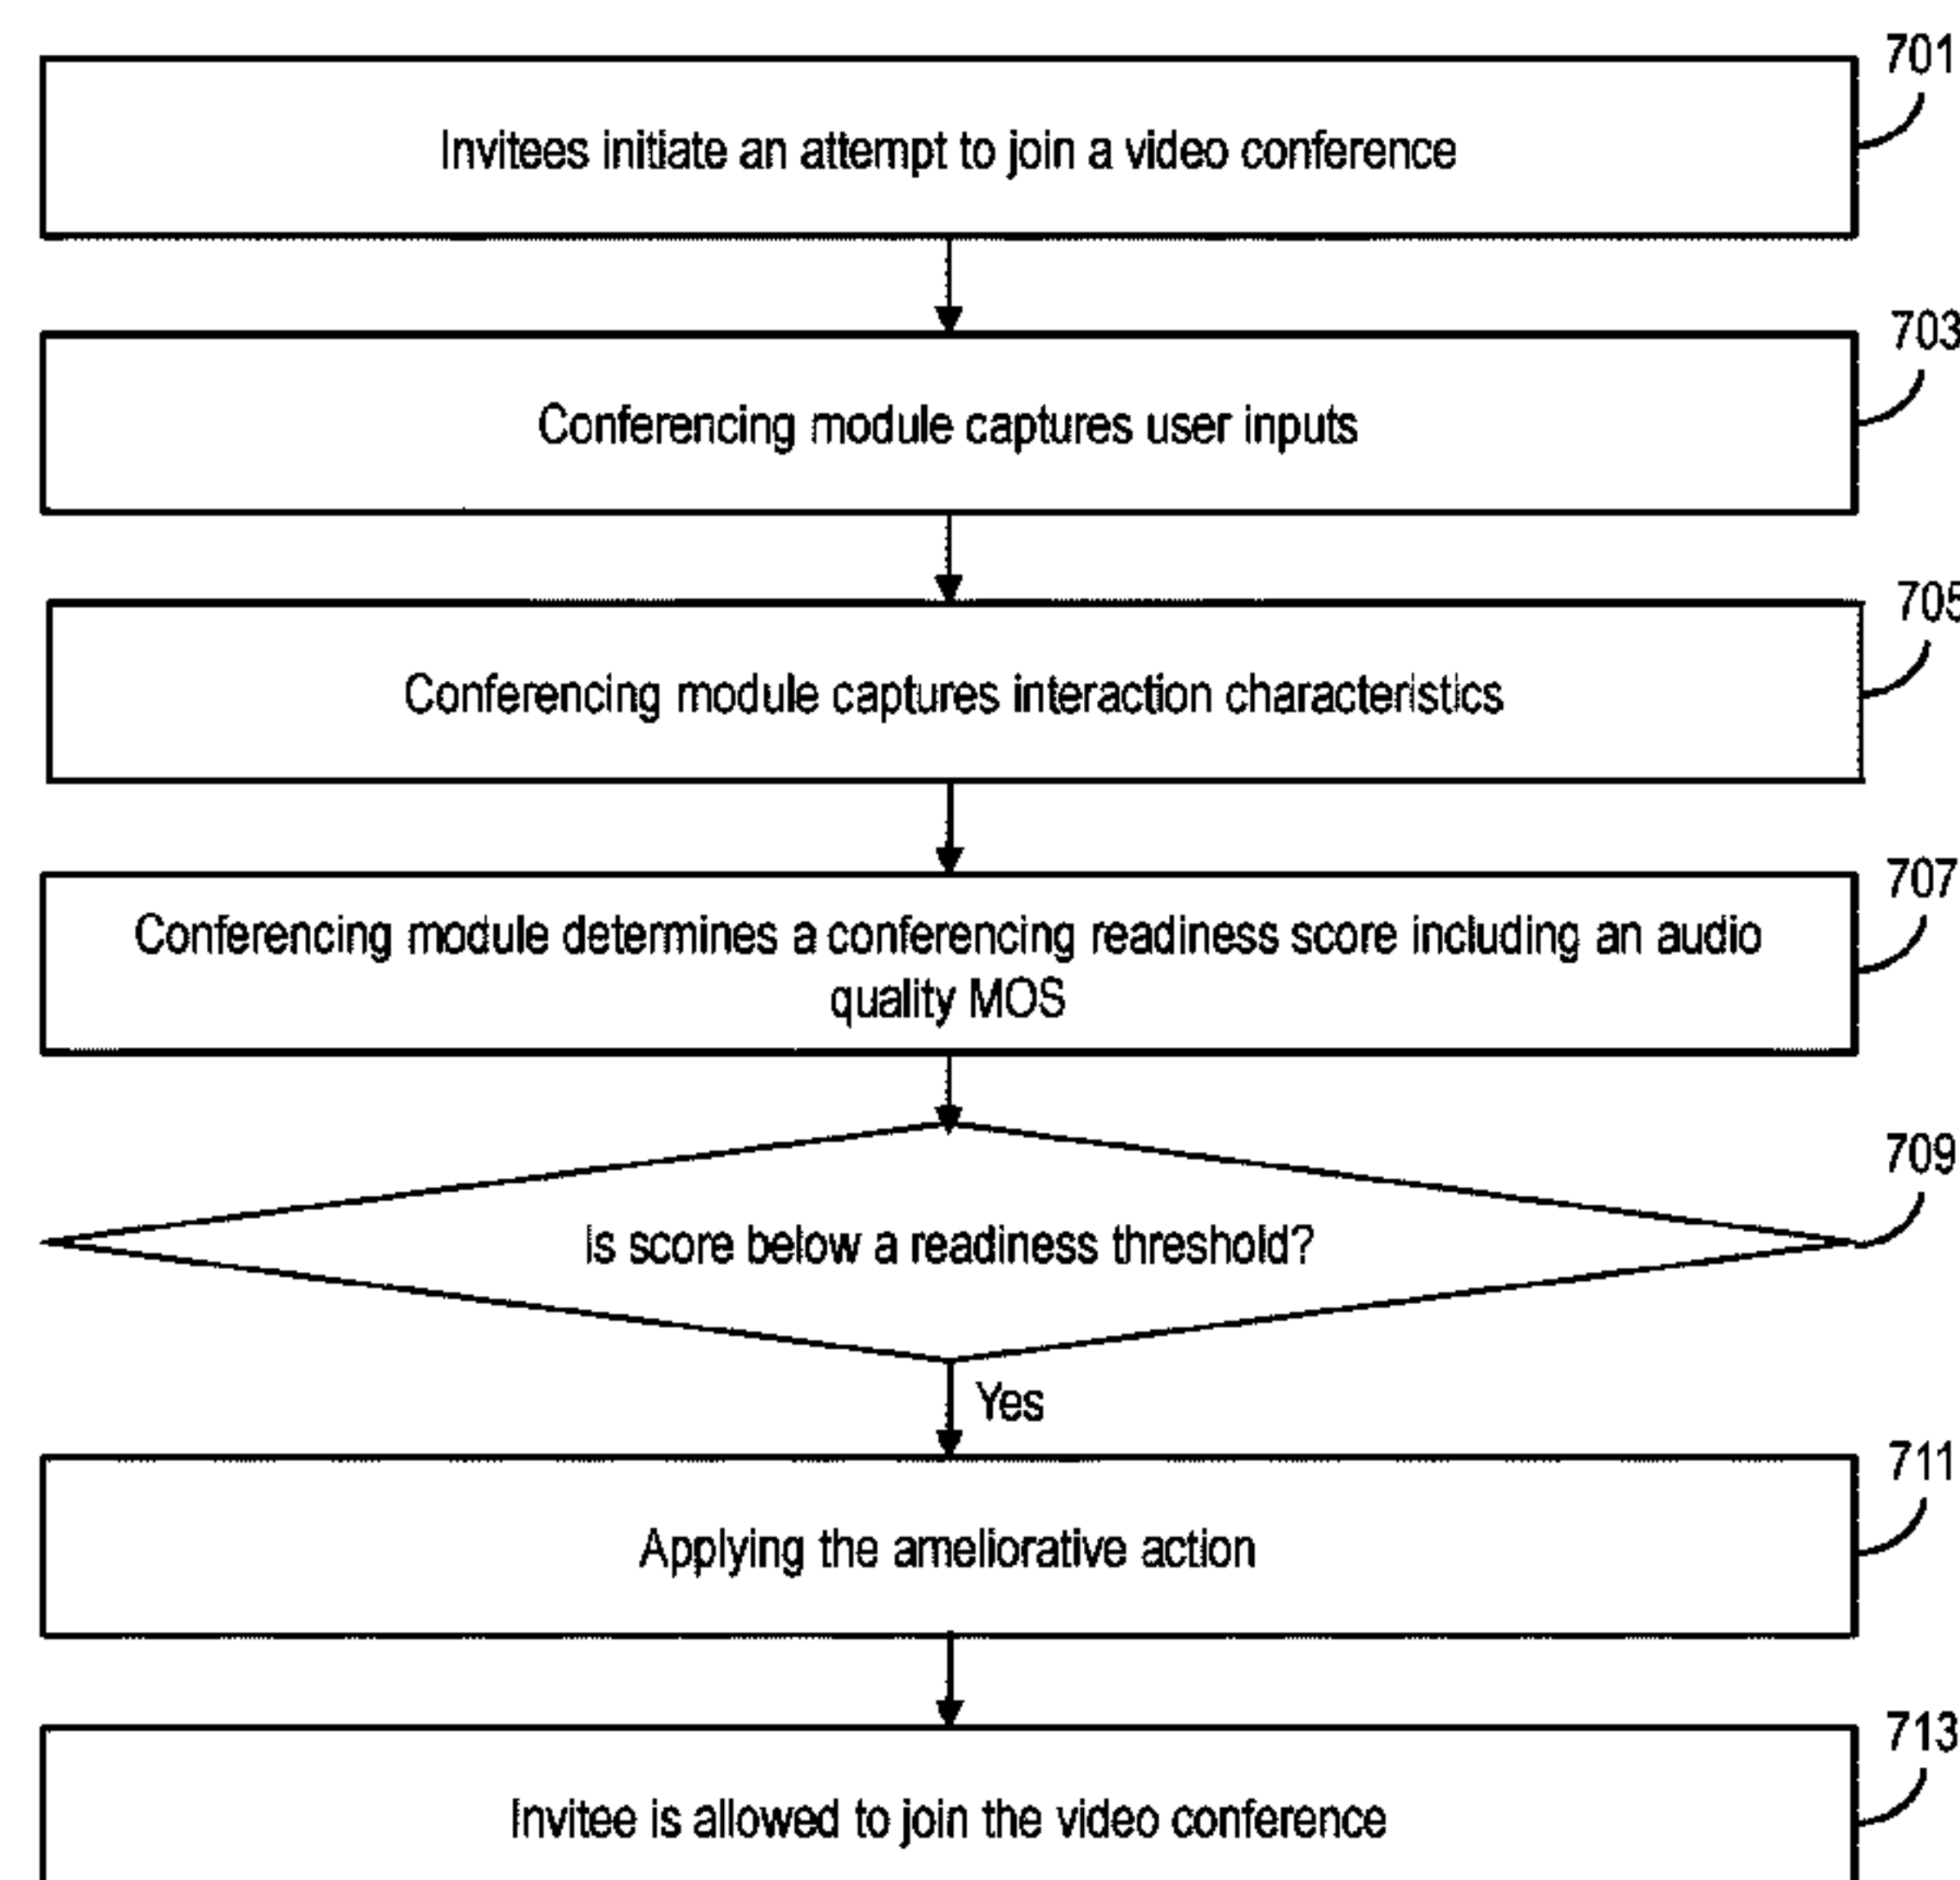 701
Invitees initiate an attempt to join a video conference
703
Conferencing module captures user inputs
705
Conferencing module captures interaction characteristics
707
Conferencing module determines a conferencing readiness score including an audio
quality MOS
709
Is score below a readiness threshold?
Yes
711
Applying the ameliorative action
713
Invitee is allowed to join the video conference